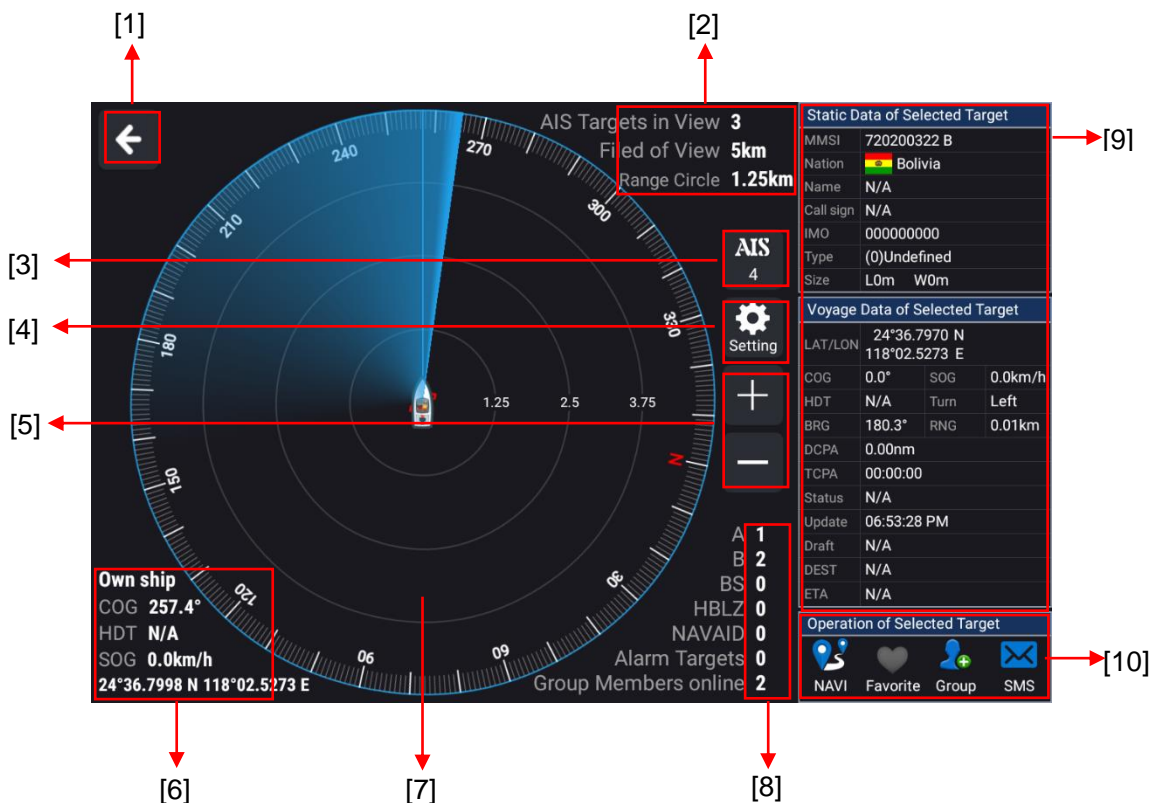 [1]
[2]
AIS Targets in View 3
Filed of View 5km
Range Circle 1.25km
240
270
300
210
330
180
150
N
120
30
90
60
1.25 2.5 3.75
[3]
AIS
4
[4]
Setting
[5]
+
−
A 1
B 2
BS 0
HBLZ 0
NAVAID 0
Alarm Targets 0
Group Members online 2
Own ship
COG 257.4°
HDT N/A
SOG 0.0km/h
24°36.7998 N 118°02.5273 E
[6]
[7]
[8]
Static Data of Selected Target
MMSI 720200322 B
Nation Bolivia
Name N/A
Call sign N/A
IMO 000000000
Type (0)Undefined
Size L0m W0m
[9]
Voyage Data of Selected Target
LAT/LON 24°36.7970 N
118°02.5273 E
COG 0.0° SOG 0.0km/h
HDT N/A Turn Left
BRG 180.3° RNG 0.01km
DCPA 0.00nm
TCPA 00:00:00
Status N/A
Update 06:53:28 PM
Draft N/A
DEST N/A
ETA N/A
Operation of Selected Target
NAVI Favorite Group SMS
[10]